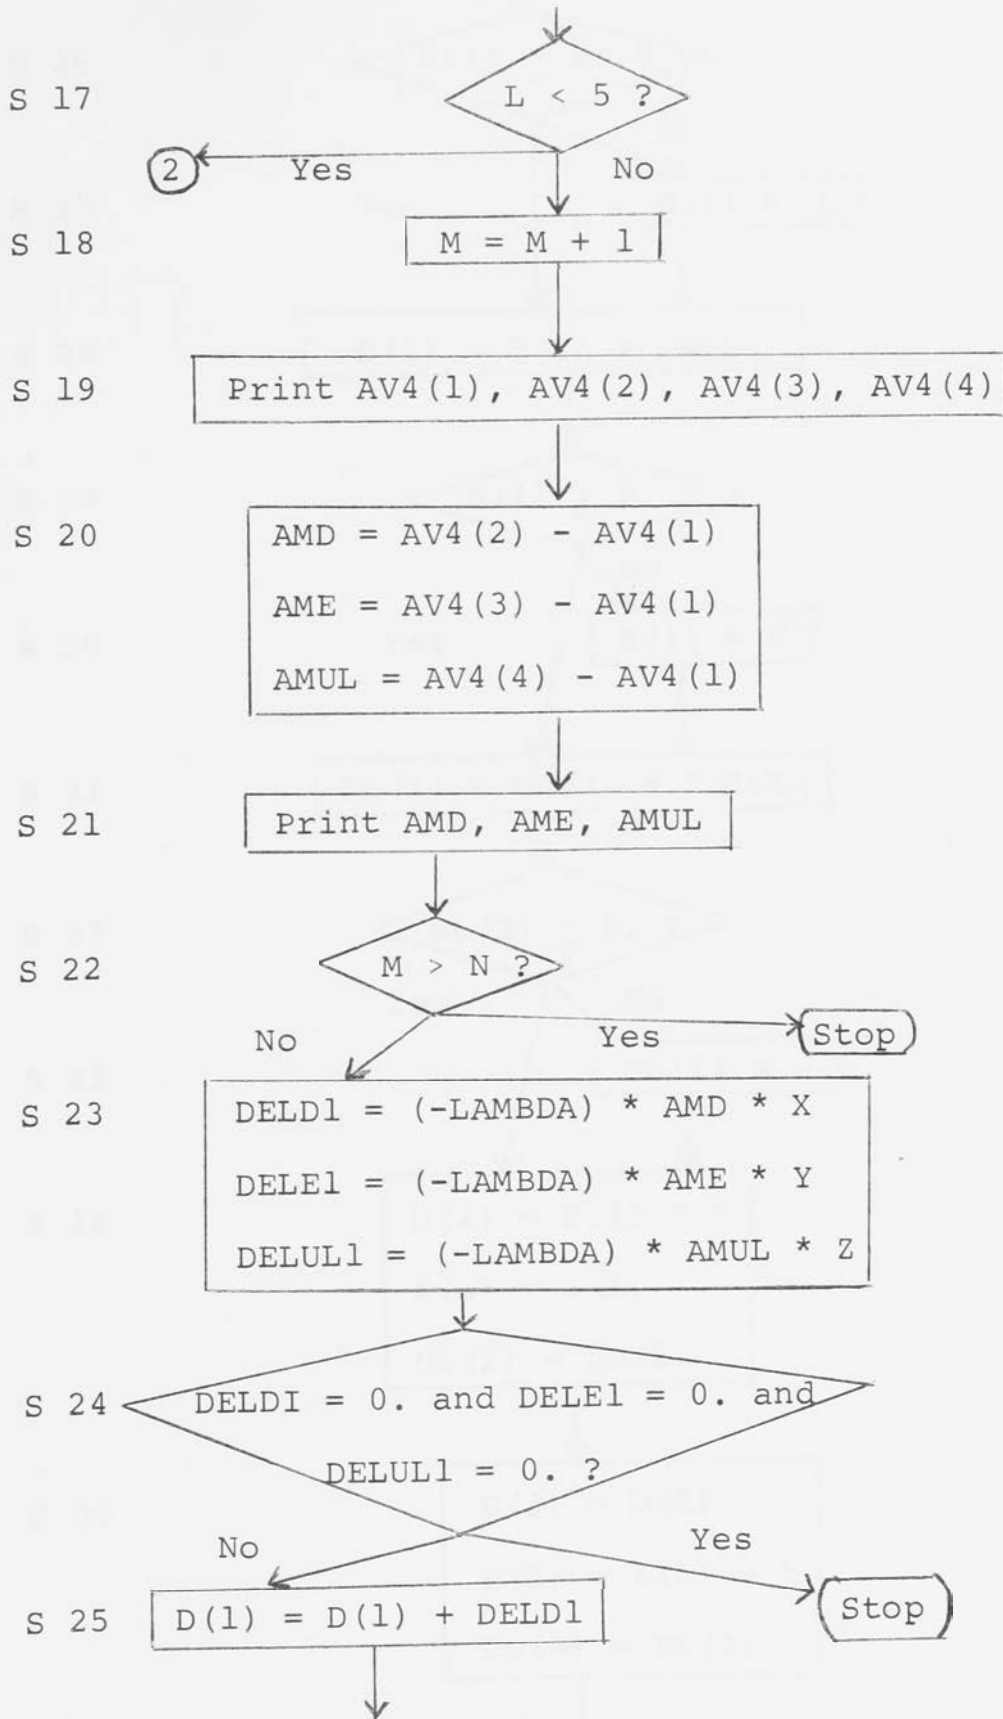 S 17
L < 5 ?
2
Yes
No
S 18
M = M + 1
S 19
Print AV4(1), AV4(2), AV4(3), AV4(4)
S 20
AMD = AV4(2) - AV4(1)
AME = AV4(3) - AV4(1)
AMUL = AV4(4) - AV4(1)
S 21
Print AMD, AME, AMUL
S 22
M > N ?
No
Yes
Stop
S 23
DELD1 = (-LAMBDA) * AMD * X
DELE1 = (-LAMBDA) * AME * Y
DELUL1 = (-LAMBDA) * AMUL * Z
S 24
DELDI = 0. and DELE1 = 0. and
DELUL1 = 0. ?
No
Yes
S 25
D(1) = D(1) + DELD1
Stop